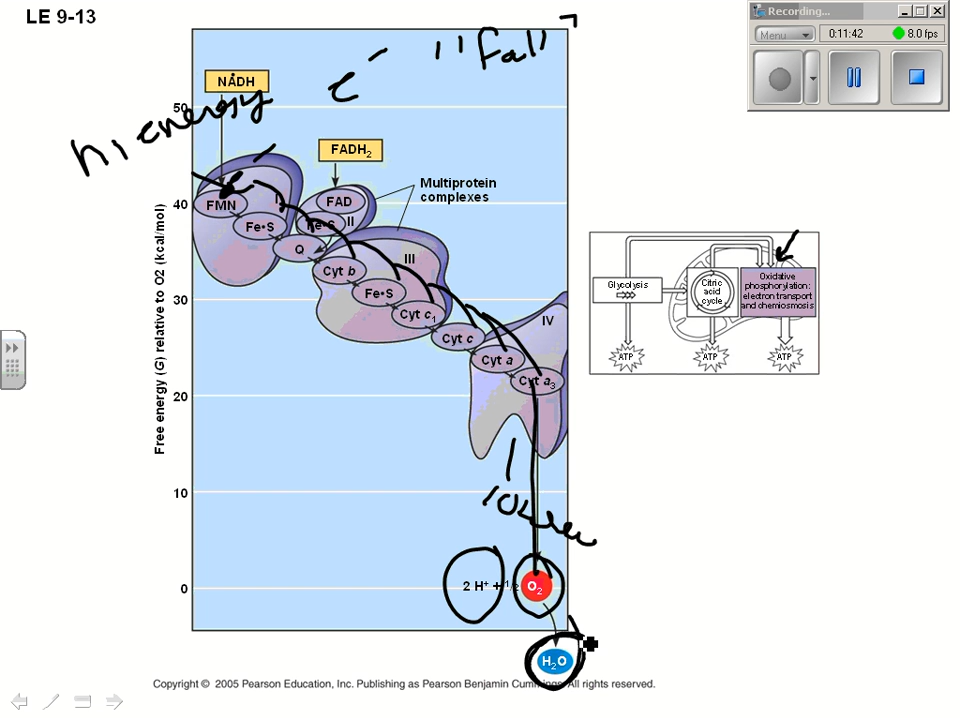 LE 9-13
Recording...
Menu
0:11:42
8.0 fps
e⁻ "fall"
NADH
hi energy
50
FADH₂
Multiprotein
complexes
40
FMN
I
FAD
Fe•S
Fe•S
II
Q
III
Cyt b
30
Fe•S
Cyt c₁
IV
Cyt c
Cyt a
Cyt a₃
20
10
0
Free energy (G) relative to O2 (kcal/mol)
2 H⁺ + ¹/₂
O₂
H₂O
Glycolysis
Citric
acid
cycle
Oxidative
phosphorylation:
electron transport
and chemiosmosis
ATP
ATP
ATP
Copyright © 2005 Pearson Education, Inc. Publishing as Pearson Benjamin Cummings. All rights reserved.